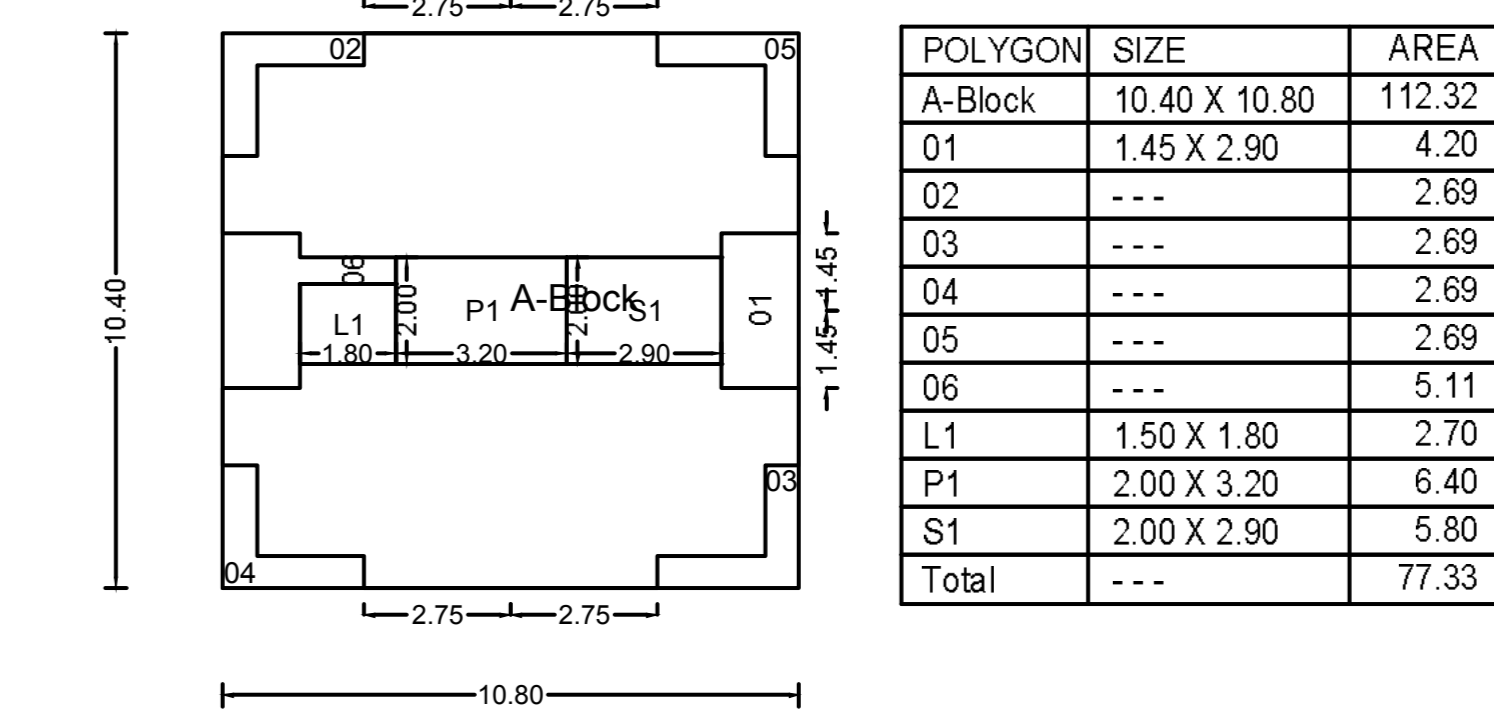 2.75 2.75
02 05
10.40
06
L1
1.80
2.00
P1
3.20
A-Block
2.00
S1
2.90
01
1.45 1.45
03
04
2.75 2.75
10.80
POLYGON SIZE AREA
A-Block 10.40 X 10.80 112.32
01 1.45 X 2.90 4.20
02 --- 2.69
03 --- 2.69
04 --- 2.69
05 --- 2.69
06 --- 5.11
L1 1.50 X 1.80 2.70
P1 2.00 X 3.20 6.40
S1 2.00 X 2.90 5.80
Total --- 77.33